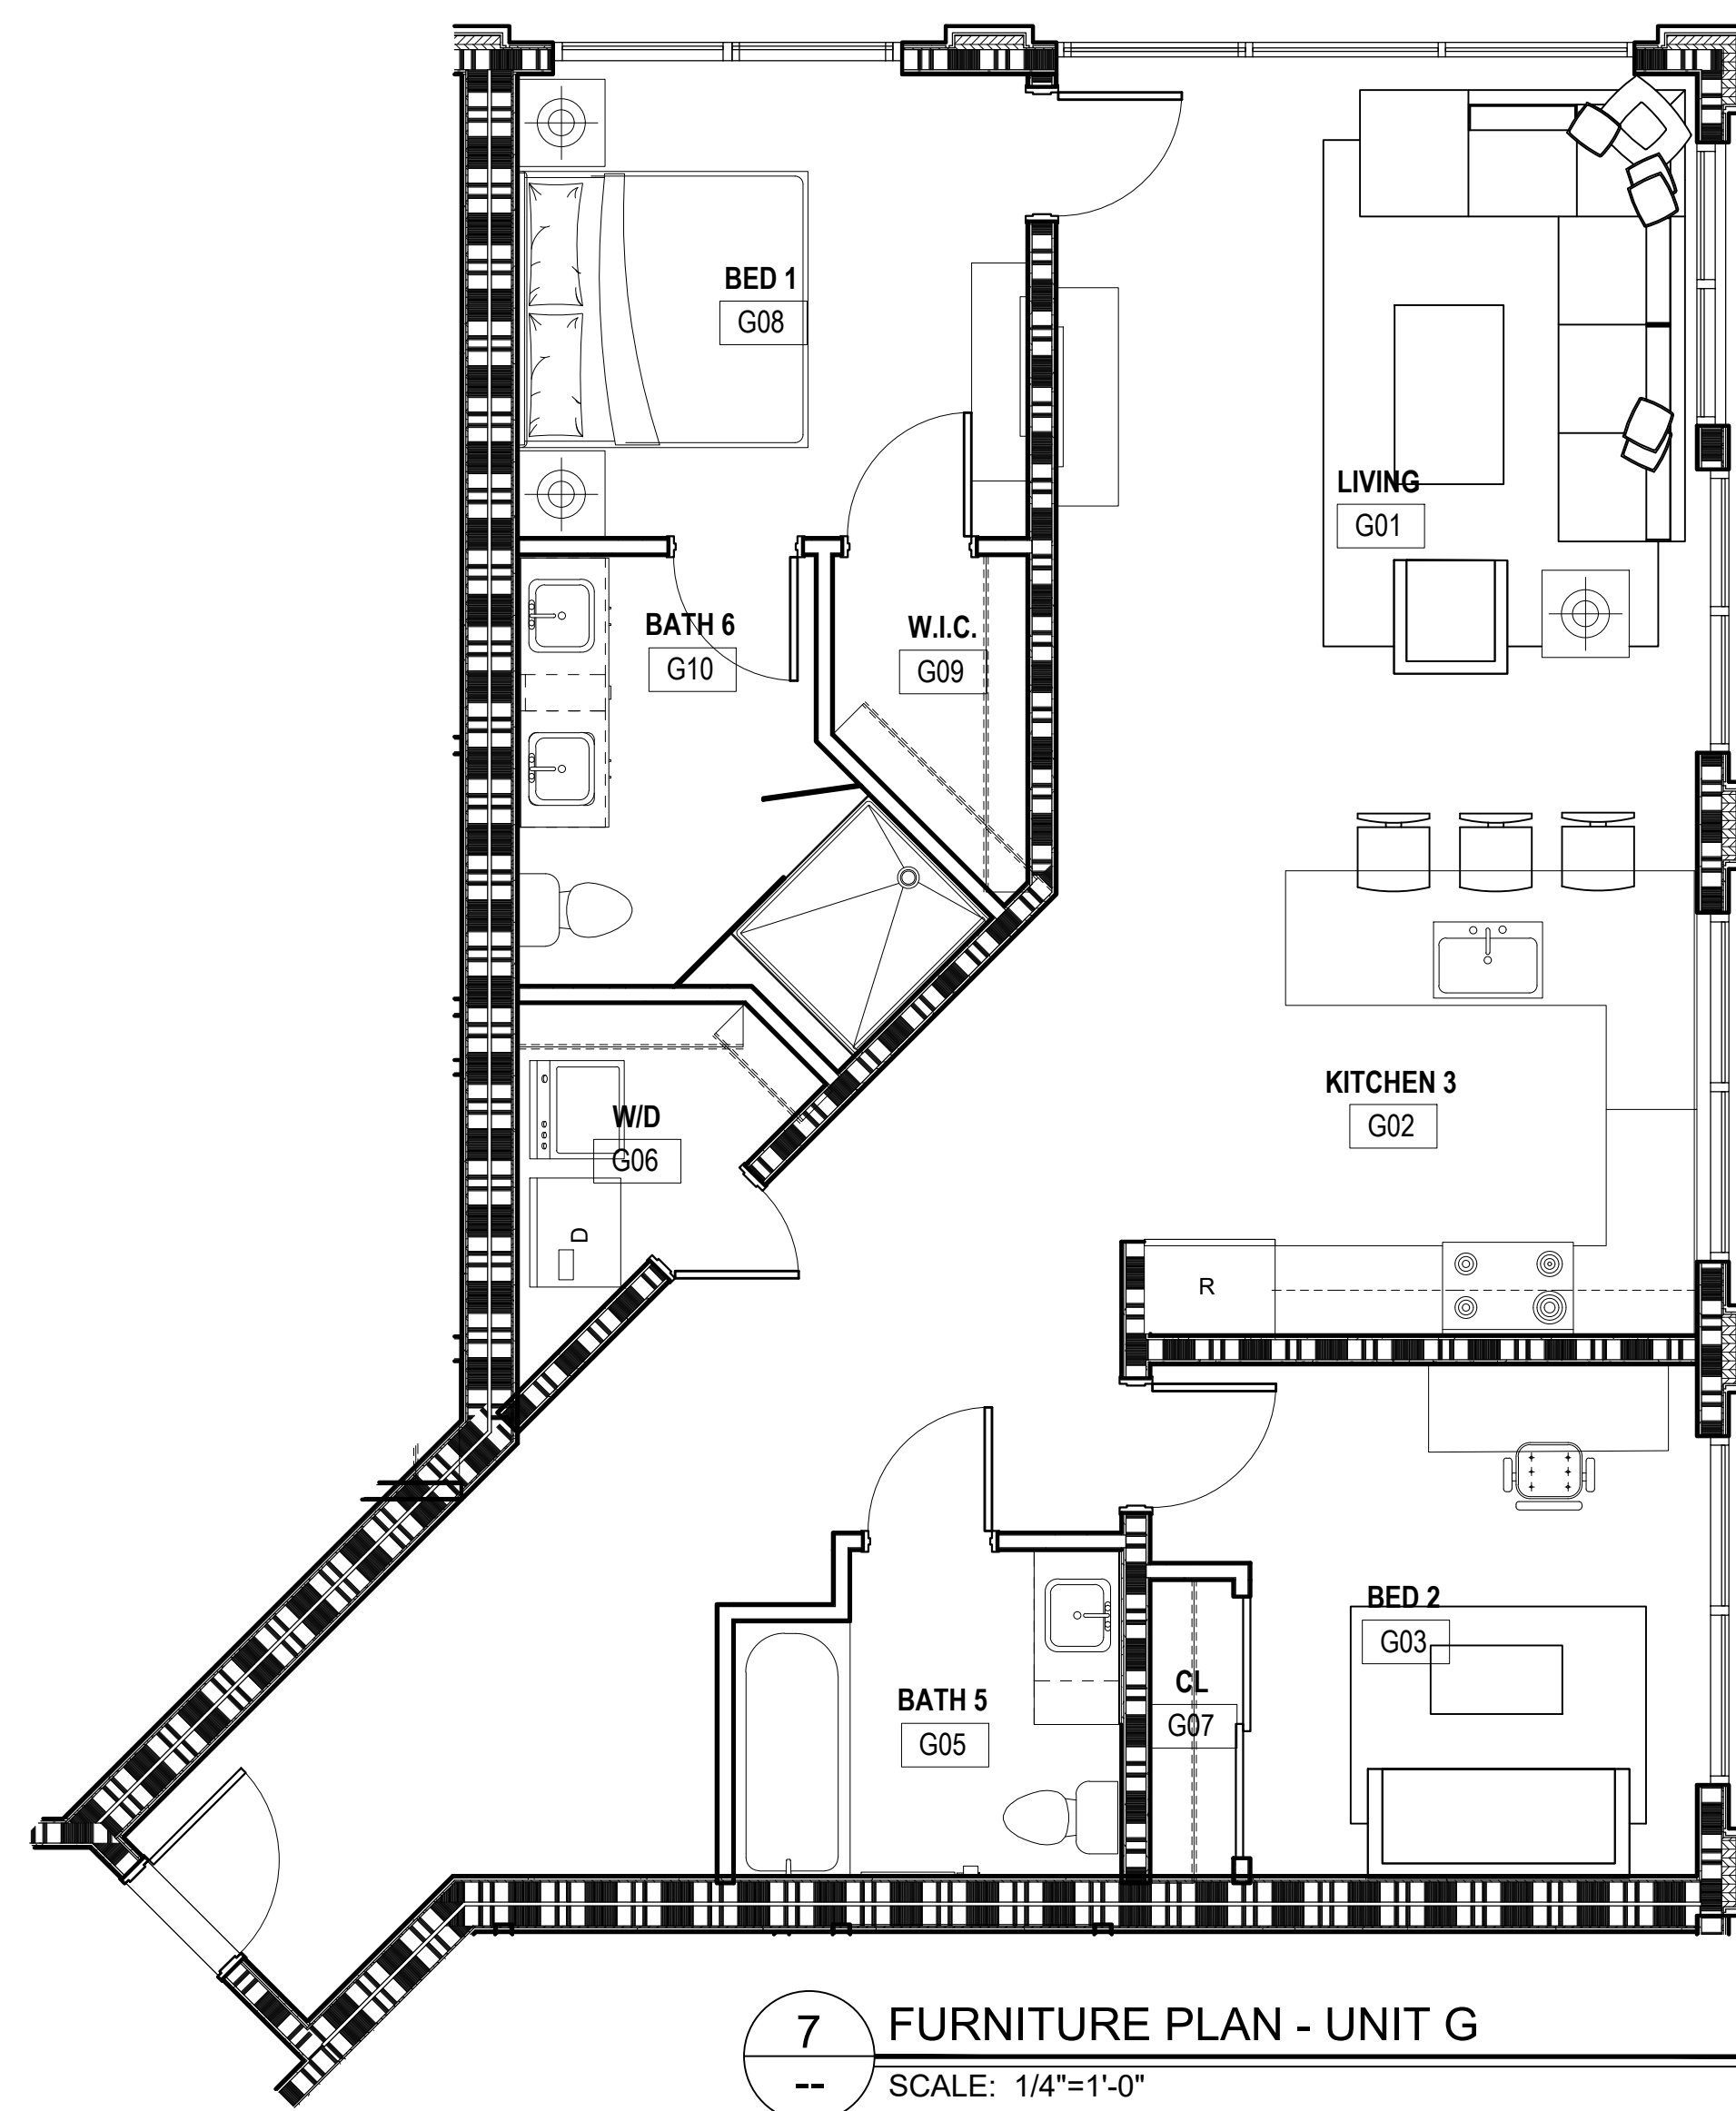 BED 1
G08
LIVING
G01
BATH 6
G10
W.I.C.
G09
KITCHEN 3
G02
W/D
G06
D
R
BED 2
G03
CL
G07
BATH 5
G05
7
--
FURNITURE PLAN - UNIT G
SCALE: 1/4"=1'-0"